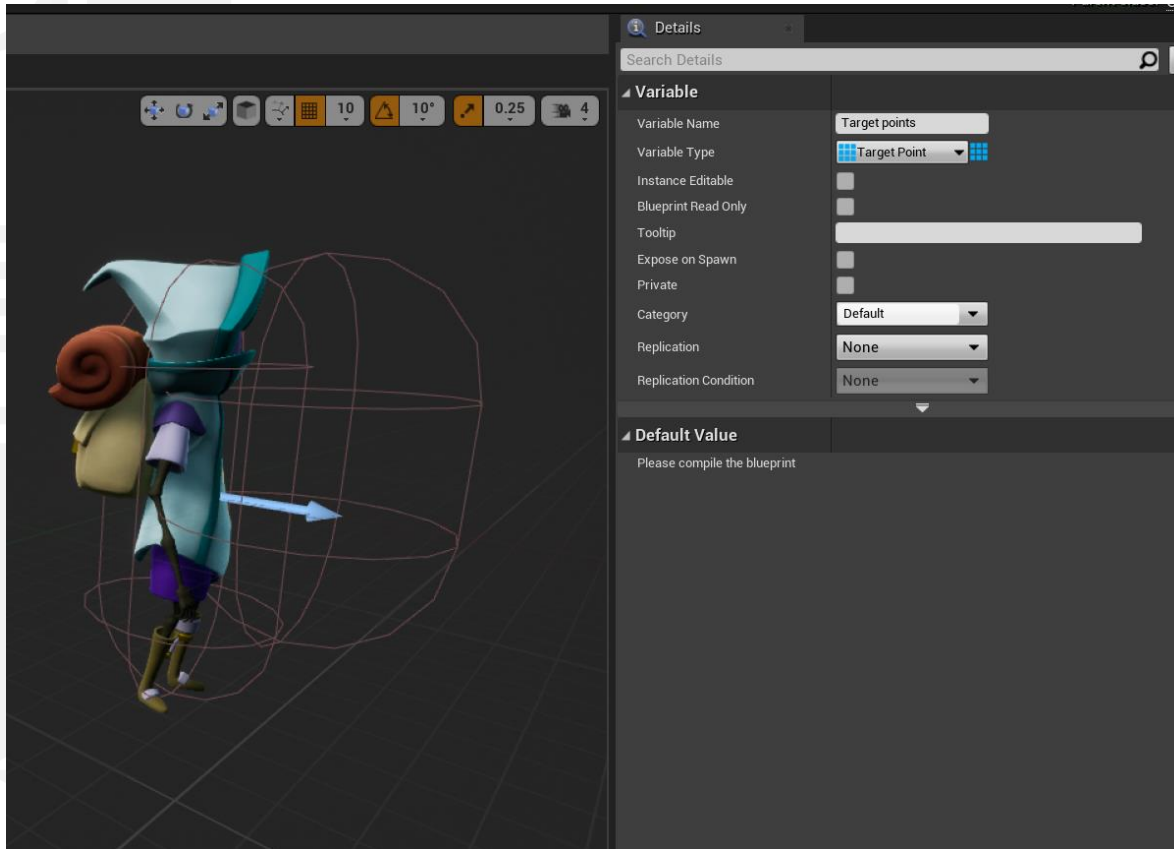 Details
Search Details
10
10°
0.25
4
Variable
Variable Name Target points
Variable Type Target Point
Instance Editable
Blueprint Read Only
Tooltip
Expose on Spawn
Private
Category Default
Replication None
Replication Condition None
Default Value
Please compile the blueprint